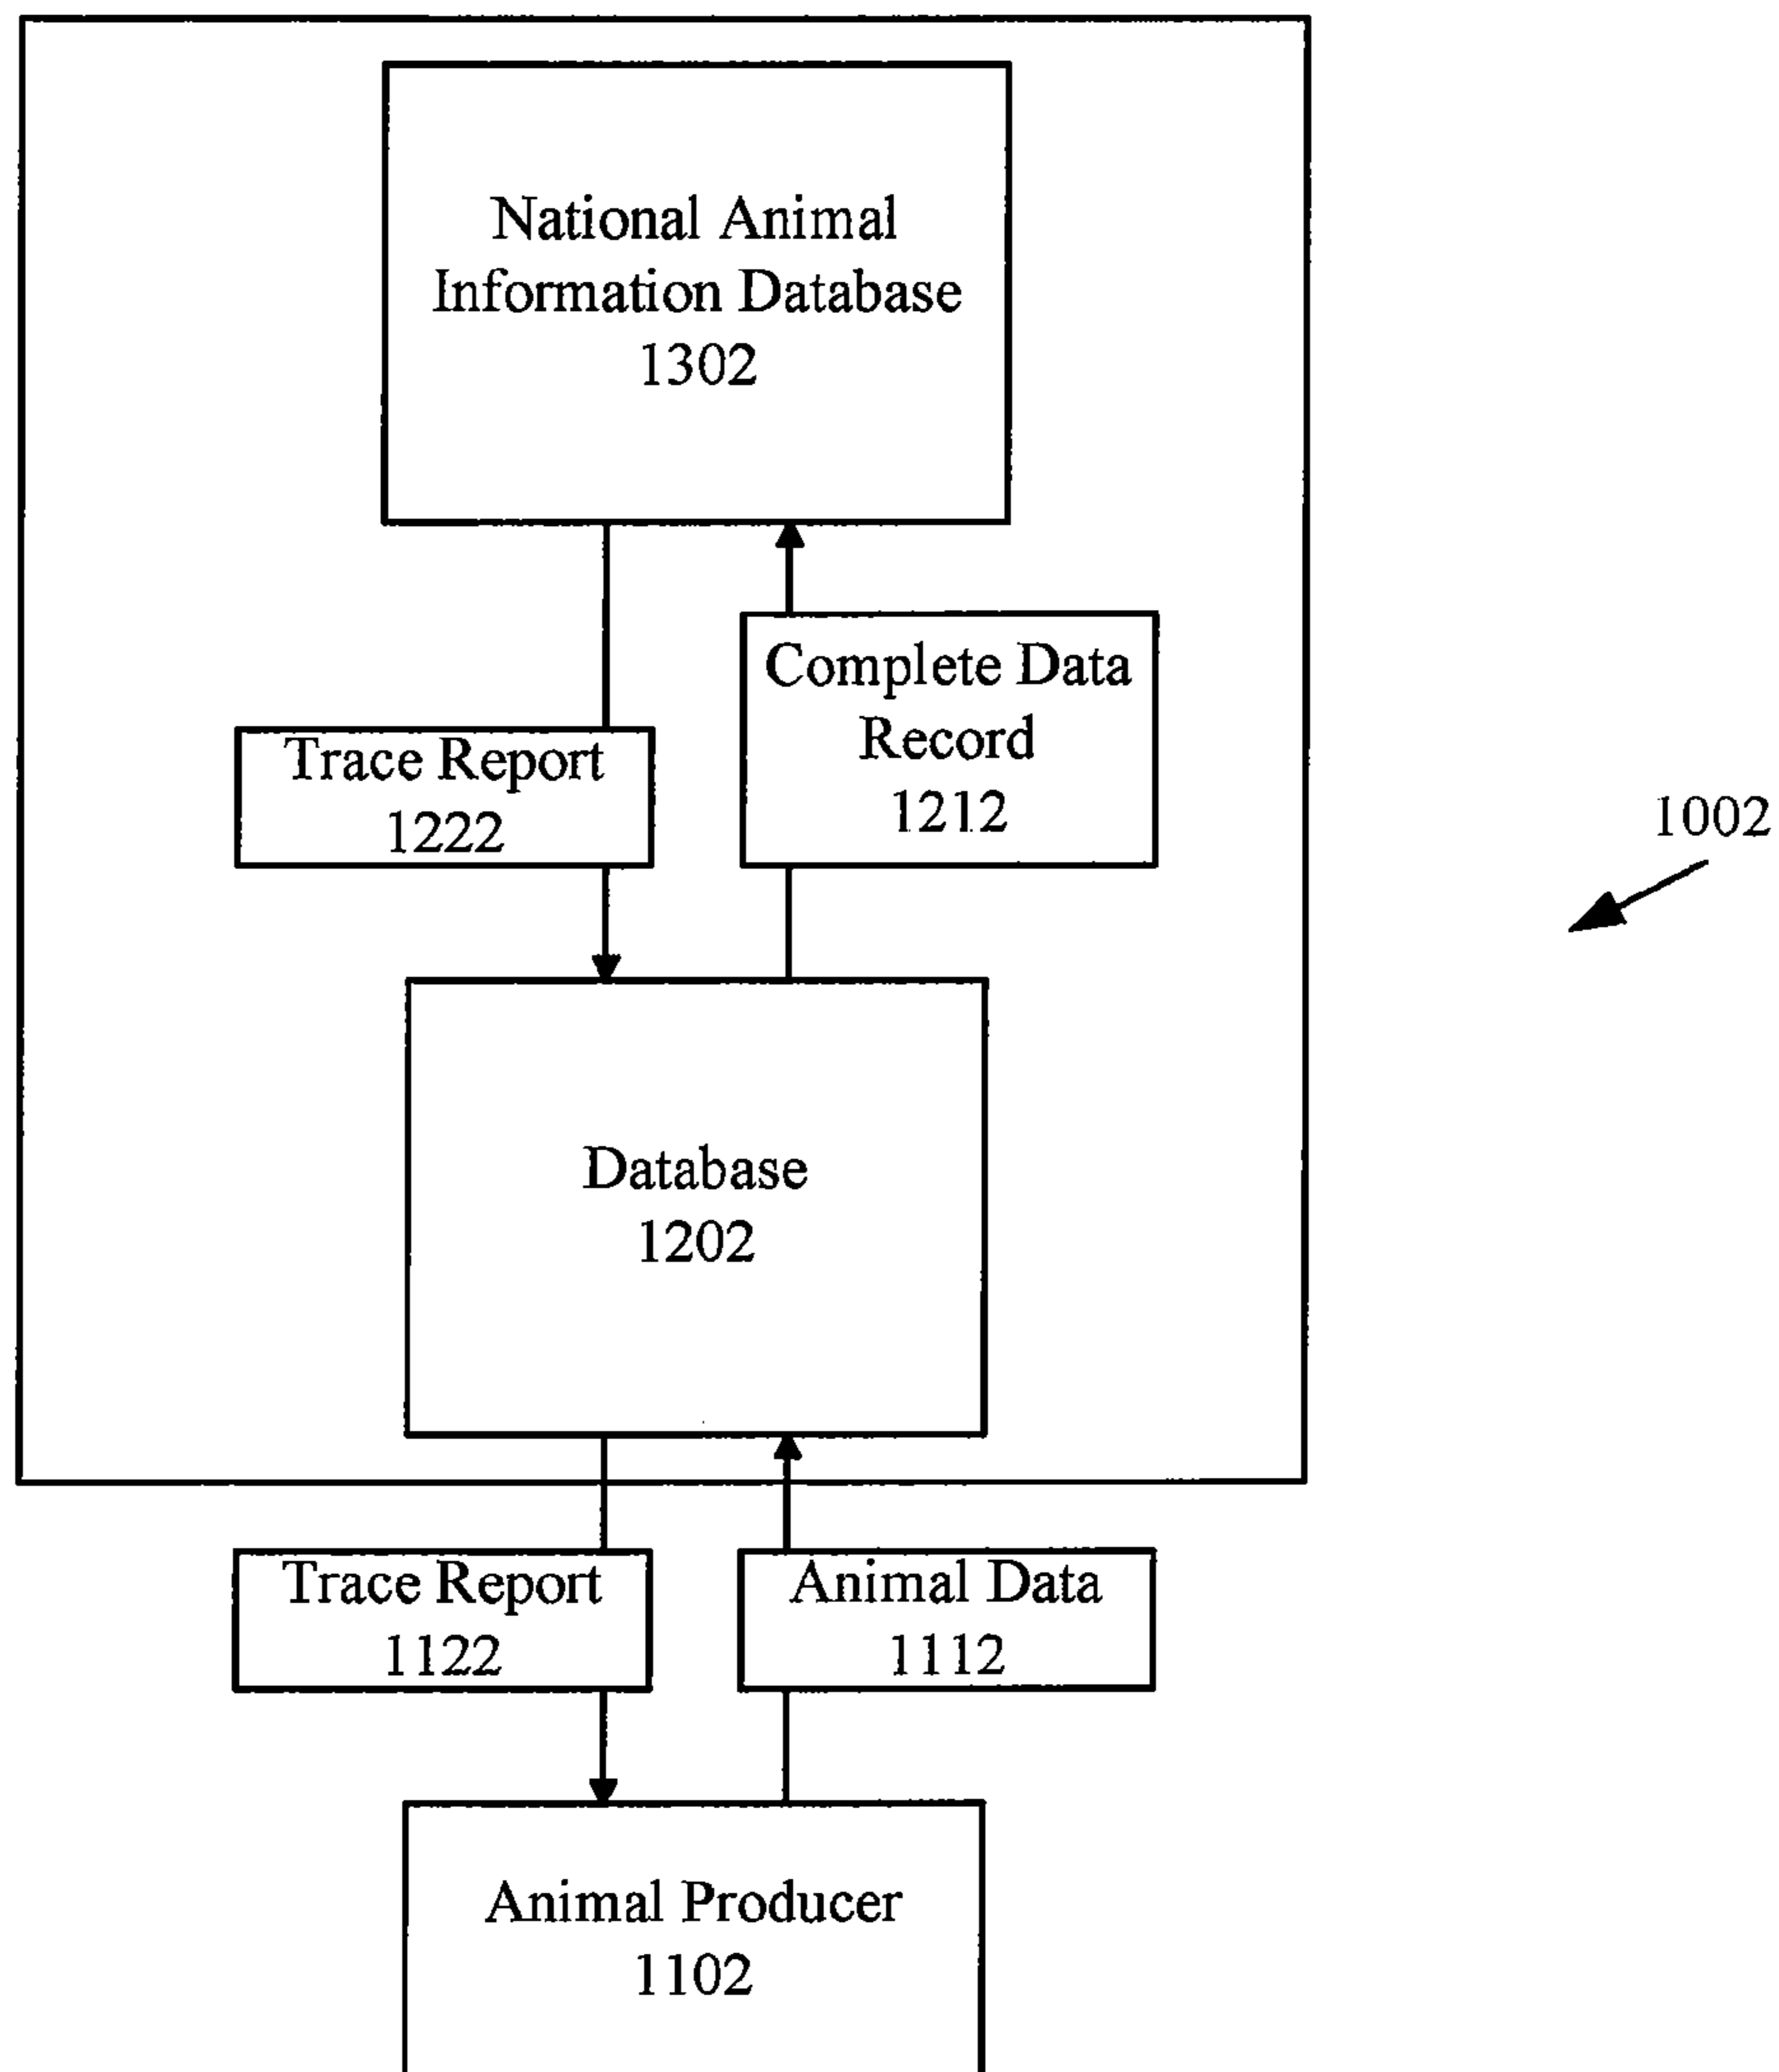 National Animal
Information Database
1302
Complete Data
Record
1212
Trace Report
1222
1002
Database
1202
Trace Report
1122
Animal Data
1112
Animal Producer
1102